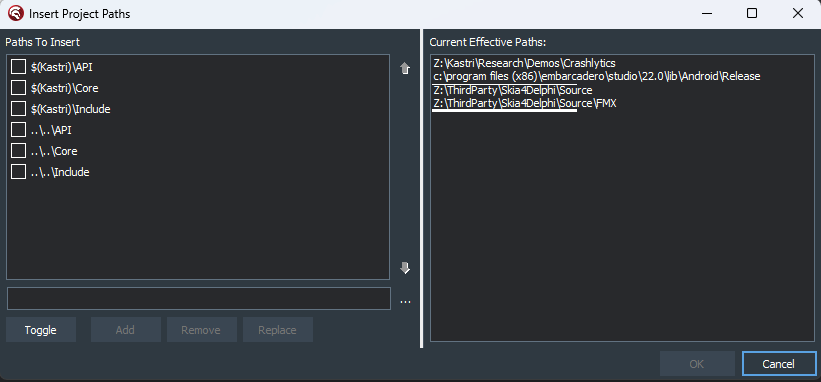 Insert Project Paths
Paths To Insert
$(Kastri)\API
$(Kastri)\Core
$(Kastri)\Include
..\..\API
..\..\Core
..\..\Include
...
Toggle
Add
Remove
Replace
Current Effective Paths:
Z:\Kastri\Research\Demos\Crashlytics
c:\program files (x86)\embarcadero\studio\22.0\lib\Android\Release
Z:\ThirdParty\Skia4Delphi\Source
Z:\ThirdParty\Skia4Delphi\Source\FMX
OK
Cancel